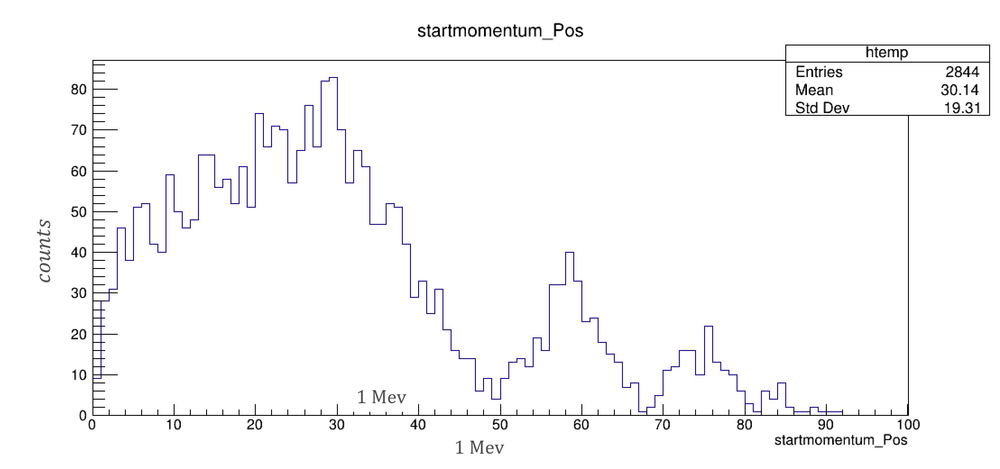 startmomentum_Pos
htemp
Entries 2844
Mean 30.14
Std Dev 19.31
counts
80
70
60
50
40
30
20
10
0
1 Mev
0 10 20 30 40 50 60 70 80 90 100
startmomentum_Pos
1 Mev